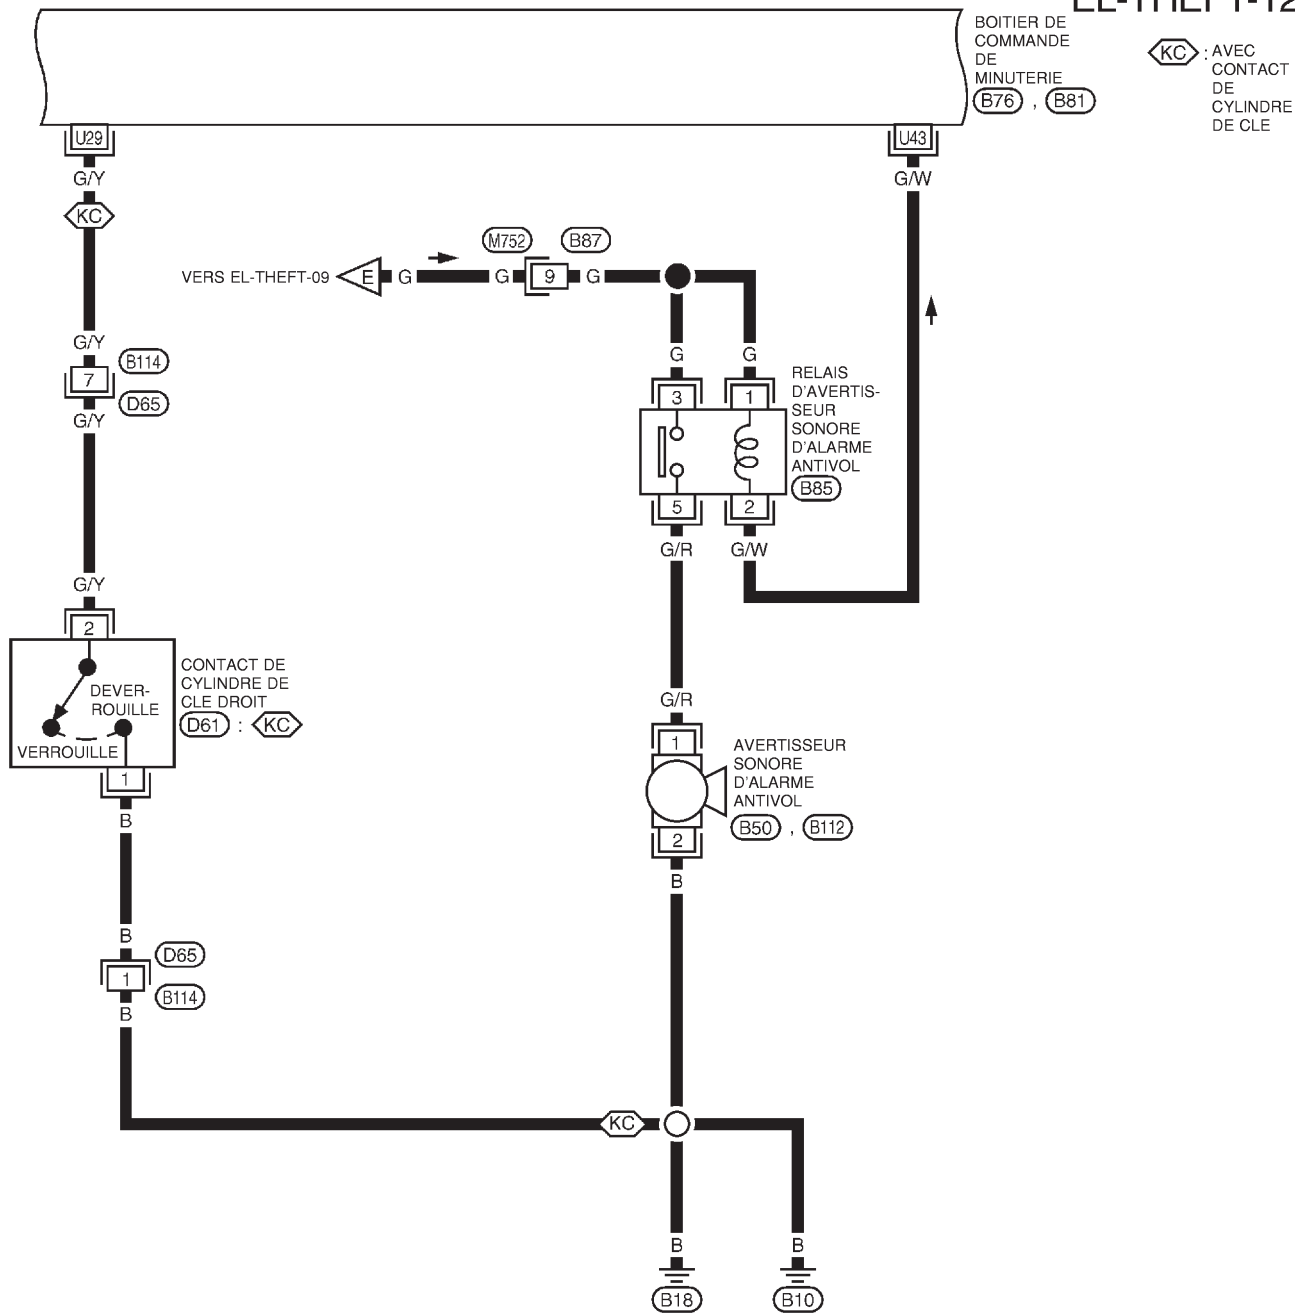 EL-THEFT-12
BOITIER DE
COMMANDE
DE
MINUTERIE
B76 , B81
KC : AVEC
CONTACT
DE
CYLINDRE
DE CLE
U29
U43
G/Y
G/W
KC
M752
B87
VERS EL-THEFT-09
E
G
G
9
G
G/Y
B114
7
D65
G/Y
G
G
3
1
RELAIS
D'AVERTIS-
SEUR
SONORE
D'ALARME
ANTIVOL
B85
5
2
G/R
G/W
G/Y
2
CONTACT DE
CYLINDRE DE
CLE DROIT
D61 : KC
DEVER-
ROUILLE
VERROUILLE
1
B
G/R
1
AVERTISSEUR
SONORE
D'ALARME
ANTIVOL
B50 , B112
2
B
B
D65
1
B114
B
KC
B
B
B18
B10